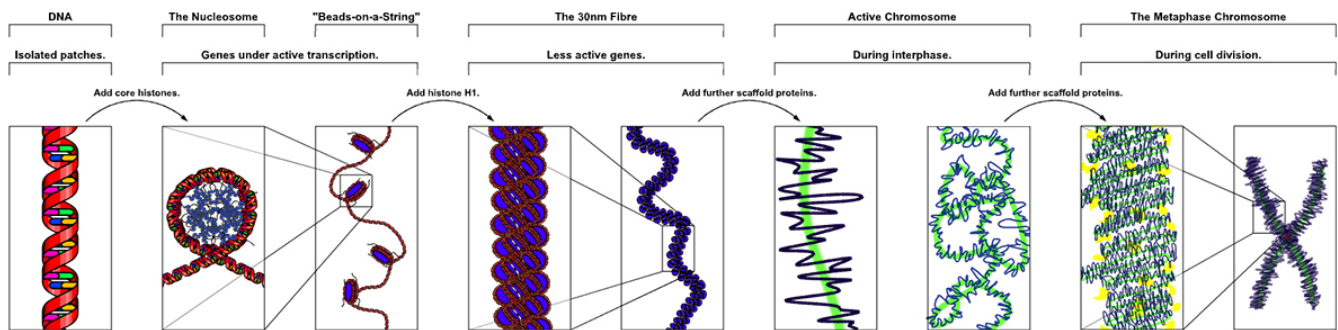 DNA
The Nucleosome
"Beads-on-a-String"
The 30nm Fibre
Active Chromosome
The Metaphase Chromosome
Isolated patches.
Genes under active transcription.
Less active genes.
During interphase.
During cell division.
Add core histones.
Add histone H1.
Add further scaffold proteins.
Add further scaffold proteins.